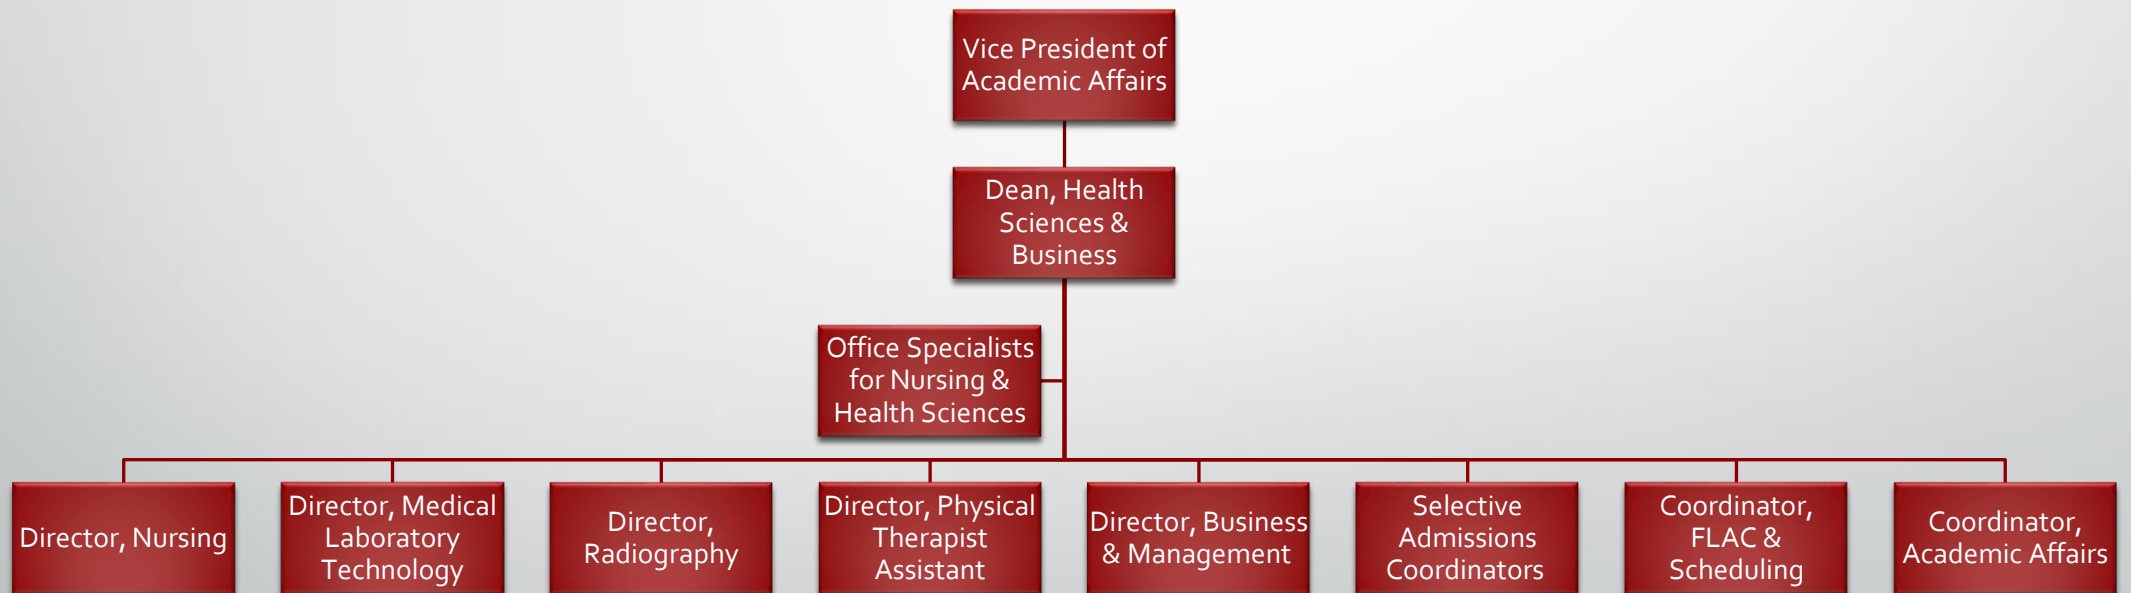 Vice President of
Academic Affairs
Dean, Health
Sciences &
Business
Office Specialists
for Nursing &
Health Sciences
Director, Nursing
Director, Medical
Laboratory
Technology
Director,
Radiography
Director, Physical
Therapist
Assistant
Director, Business
& Management
Selective
Admissions
Coordinators
Coordinator,
FLAC &
Scheduling
Coordinator,
Academic Affairs